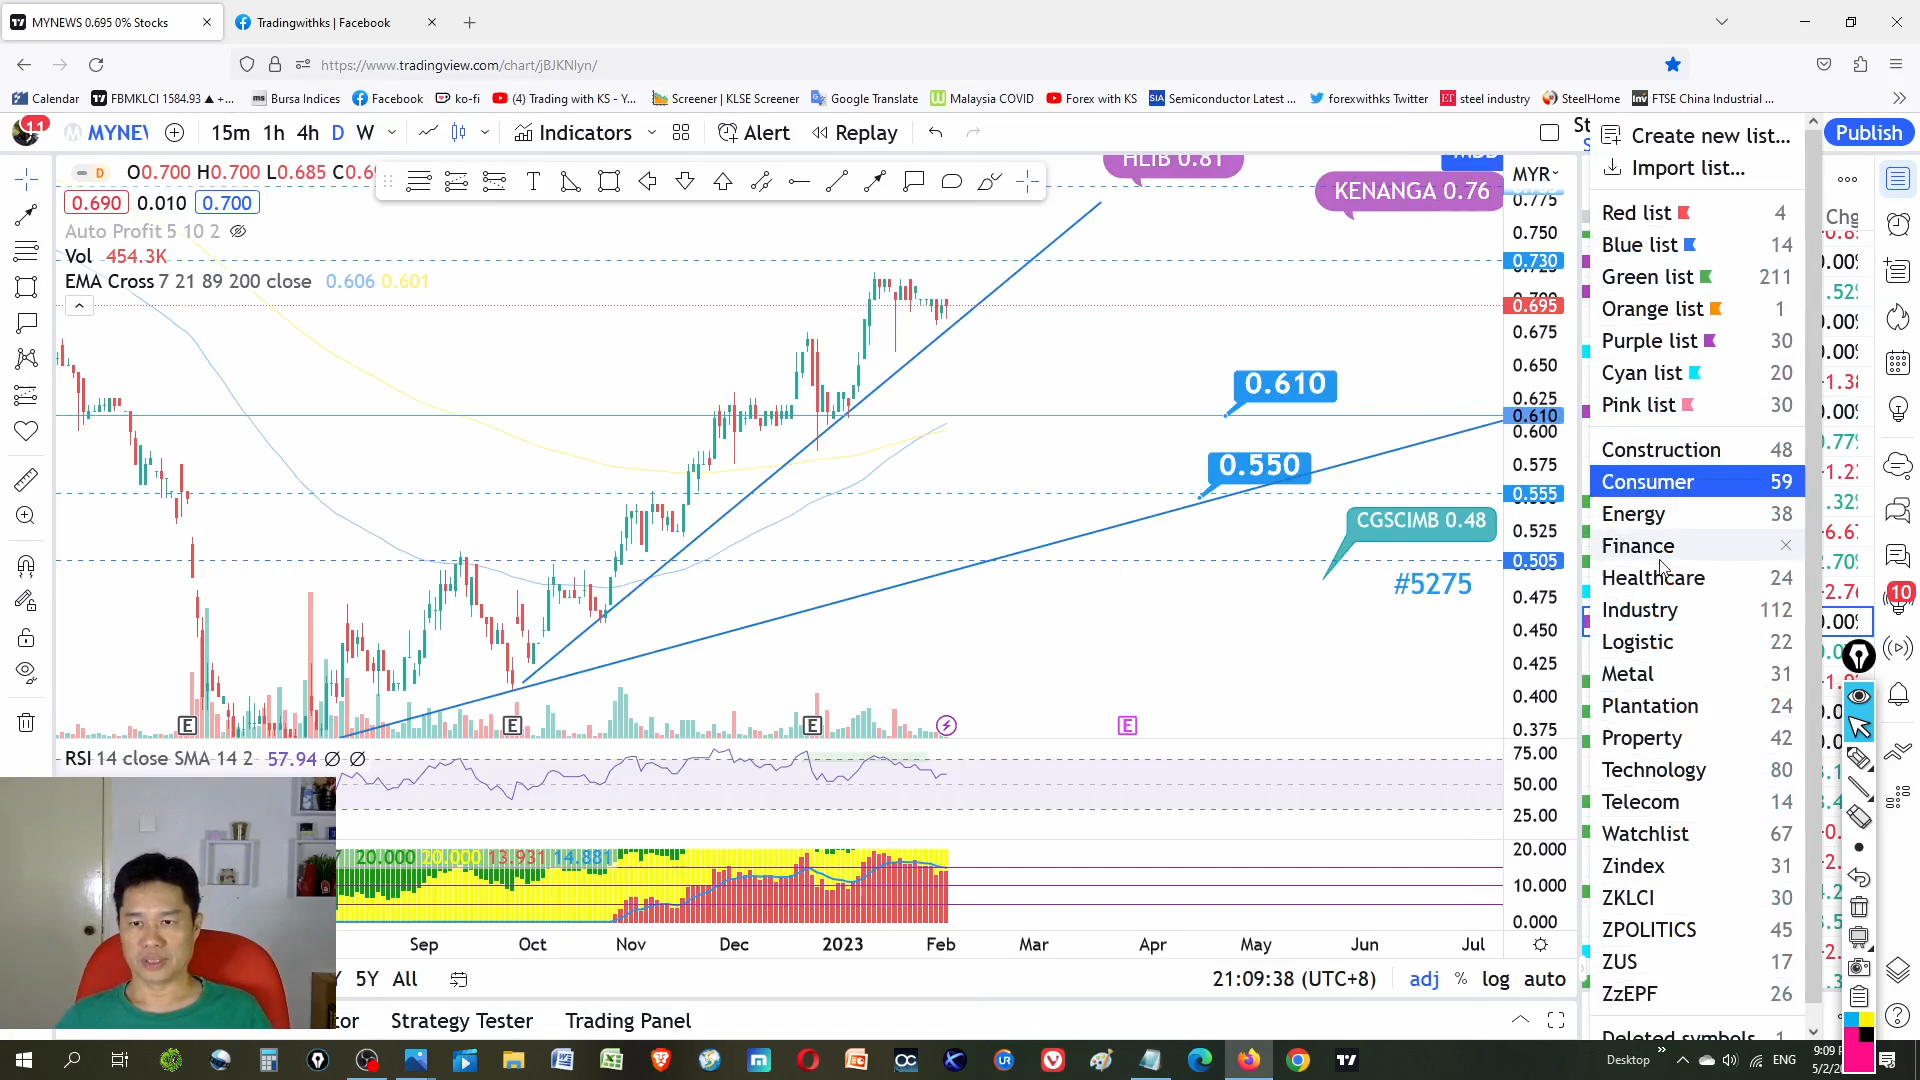 MYNEWS 0.695 0% Stocks
Tradingwithks | Facebook
https://www.tradingview.com/chart/jBJKNlyn/
Calendar
FBMKLCI 1584.93 ▲ +...
Bursa Indices
Facebook
ko-fi
(4) Trading with KS - Y...
Screener | KLSE Screener
Google Translate
Malaysia COVID
Forex with KS
Semiconductor Latest ...
forexwithks Twitter
steel industry
SteelHome
FTSE China Industrial ...
11
MYNEW
15m 1h 4h D W
Indicators
Alert
Replay
Publish
D
O0.700 H0.700 L0.685
0.690 0.010 0.700
Auto Profit 5 10 2
Vol 454.3K
EMA Cross 7 21 89 200 close 0.606 0.601
HLIB 0.81
KENANGA 0.76
MYR
0.775
0.750
0.730
0.695
0.675
0.650
0.625
0.610
0.600
0.575
0.555
0.525
0.505
0.475
0.450
0.425
0.400
0.375
0.610
0.550
CGSCIMB 0.48
#5275
E
E
E
E
RSI 14 close SMA 14 2 57.94 Ø Ø
75.00
50.00
25.00
20.000 20.000 13.931 14.881
20.000
10.000
0.000
Sep Oct Nov Dec 2023 Feb Mar Apr May Jun Jul
5Y All
21:09:38 (UTC+8)
adj % log auto
Strategy Tester
Trading Panel
Create new list...
Import list...
Red list 4
Blue list 14
Green list 211
Orange list 1
Purple list 30
Cyan list 20
Pink list 30
Construction 48
Consumer 59
Energy 38
Finance
Healthcare 24
Industry 112
Logistic 22
Metal 31
Plantation 24
Property 42
Technology 80
Telecom 14
Watchlist 67
Zindex 31
ZKLCI 30
ZPOLITICS 45
ZUS 17
ZzEPF 26
Deleted symbols 1
Chg
10
Desktop
ENG
9:09